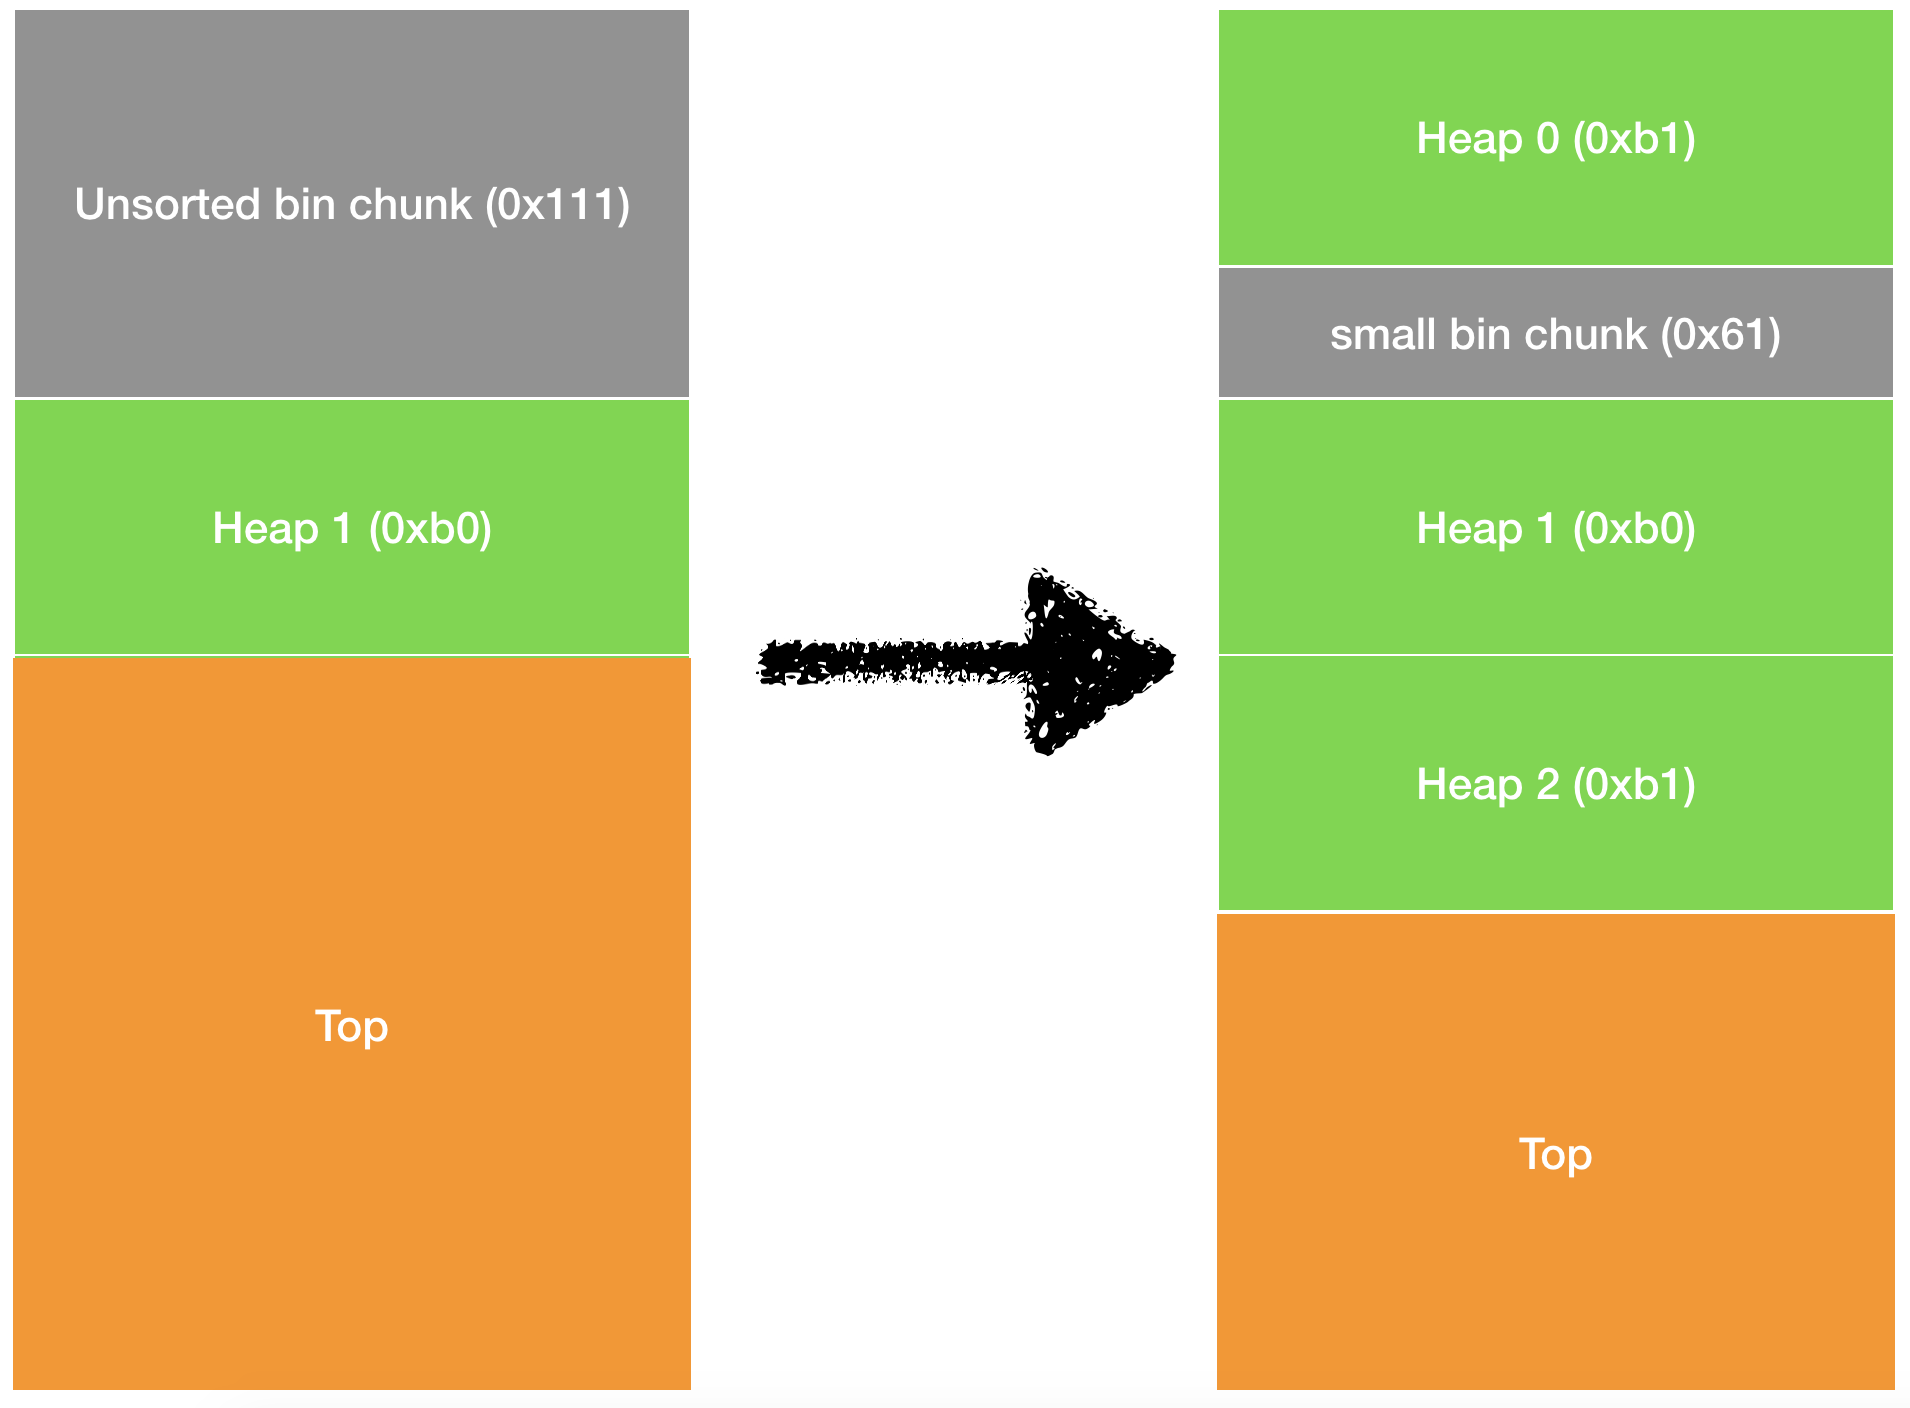 Unsorted bin chunk (0x111)
Heap 1 (0xb0)
Top
Heap 0 (0xb1)
small bin chunk (0x61)
Heap 1 (0xb0)
Heap 2 (0xb1)
Top